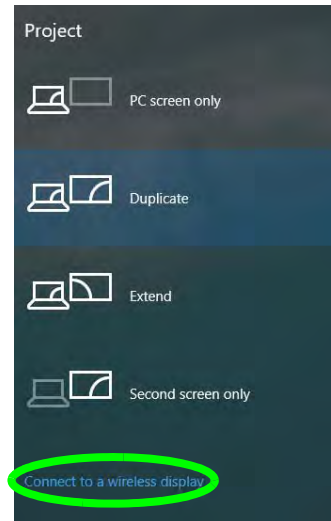 Project
PC screen only
Duplicate
Extend
Second screen only
Connect to a wireless display